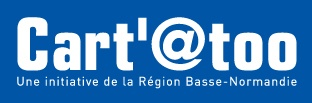 Cart'@too
Une initiative de la Région Basse-Normandie